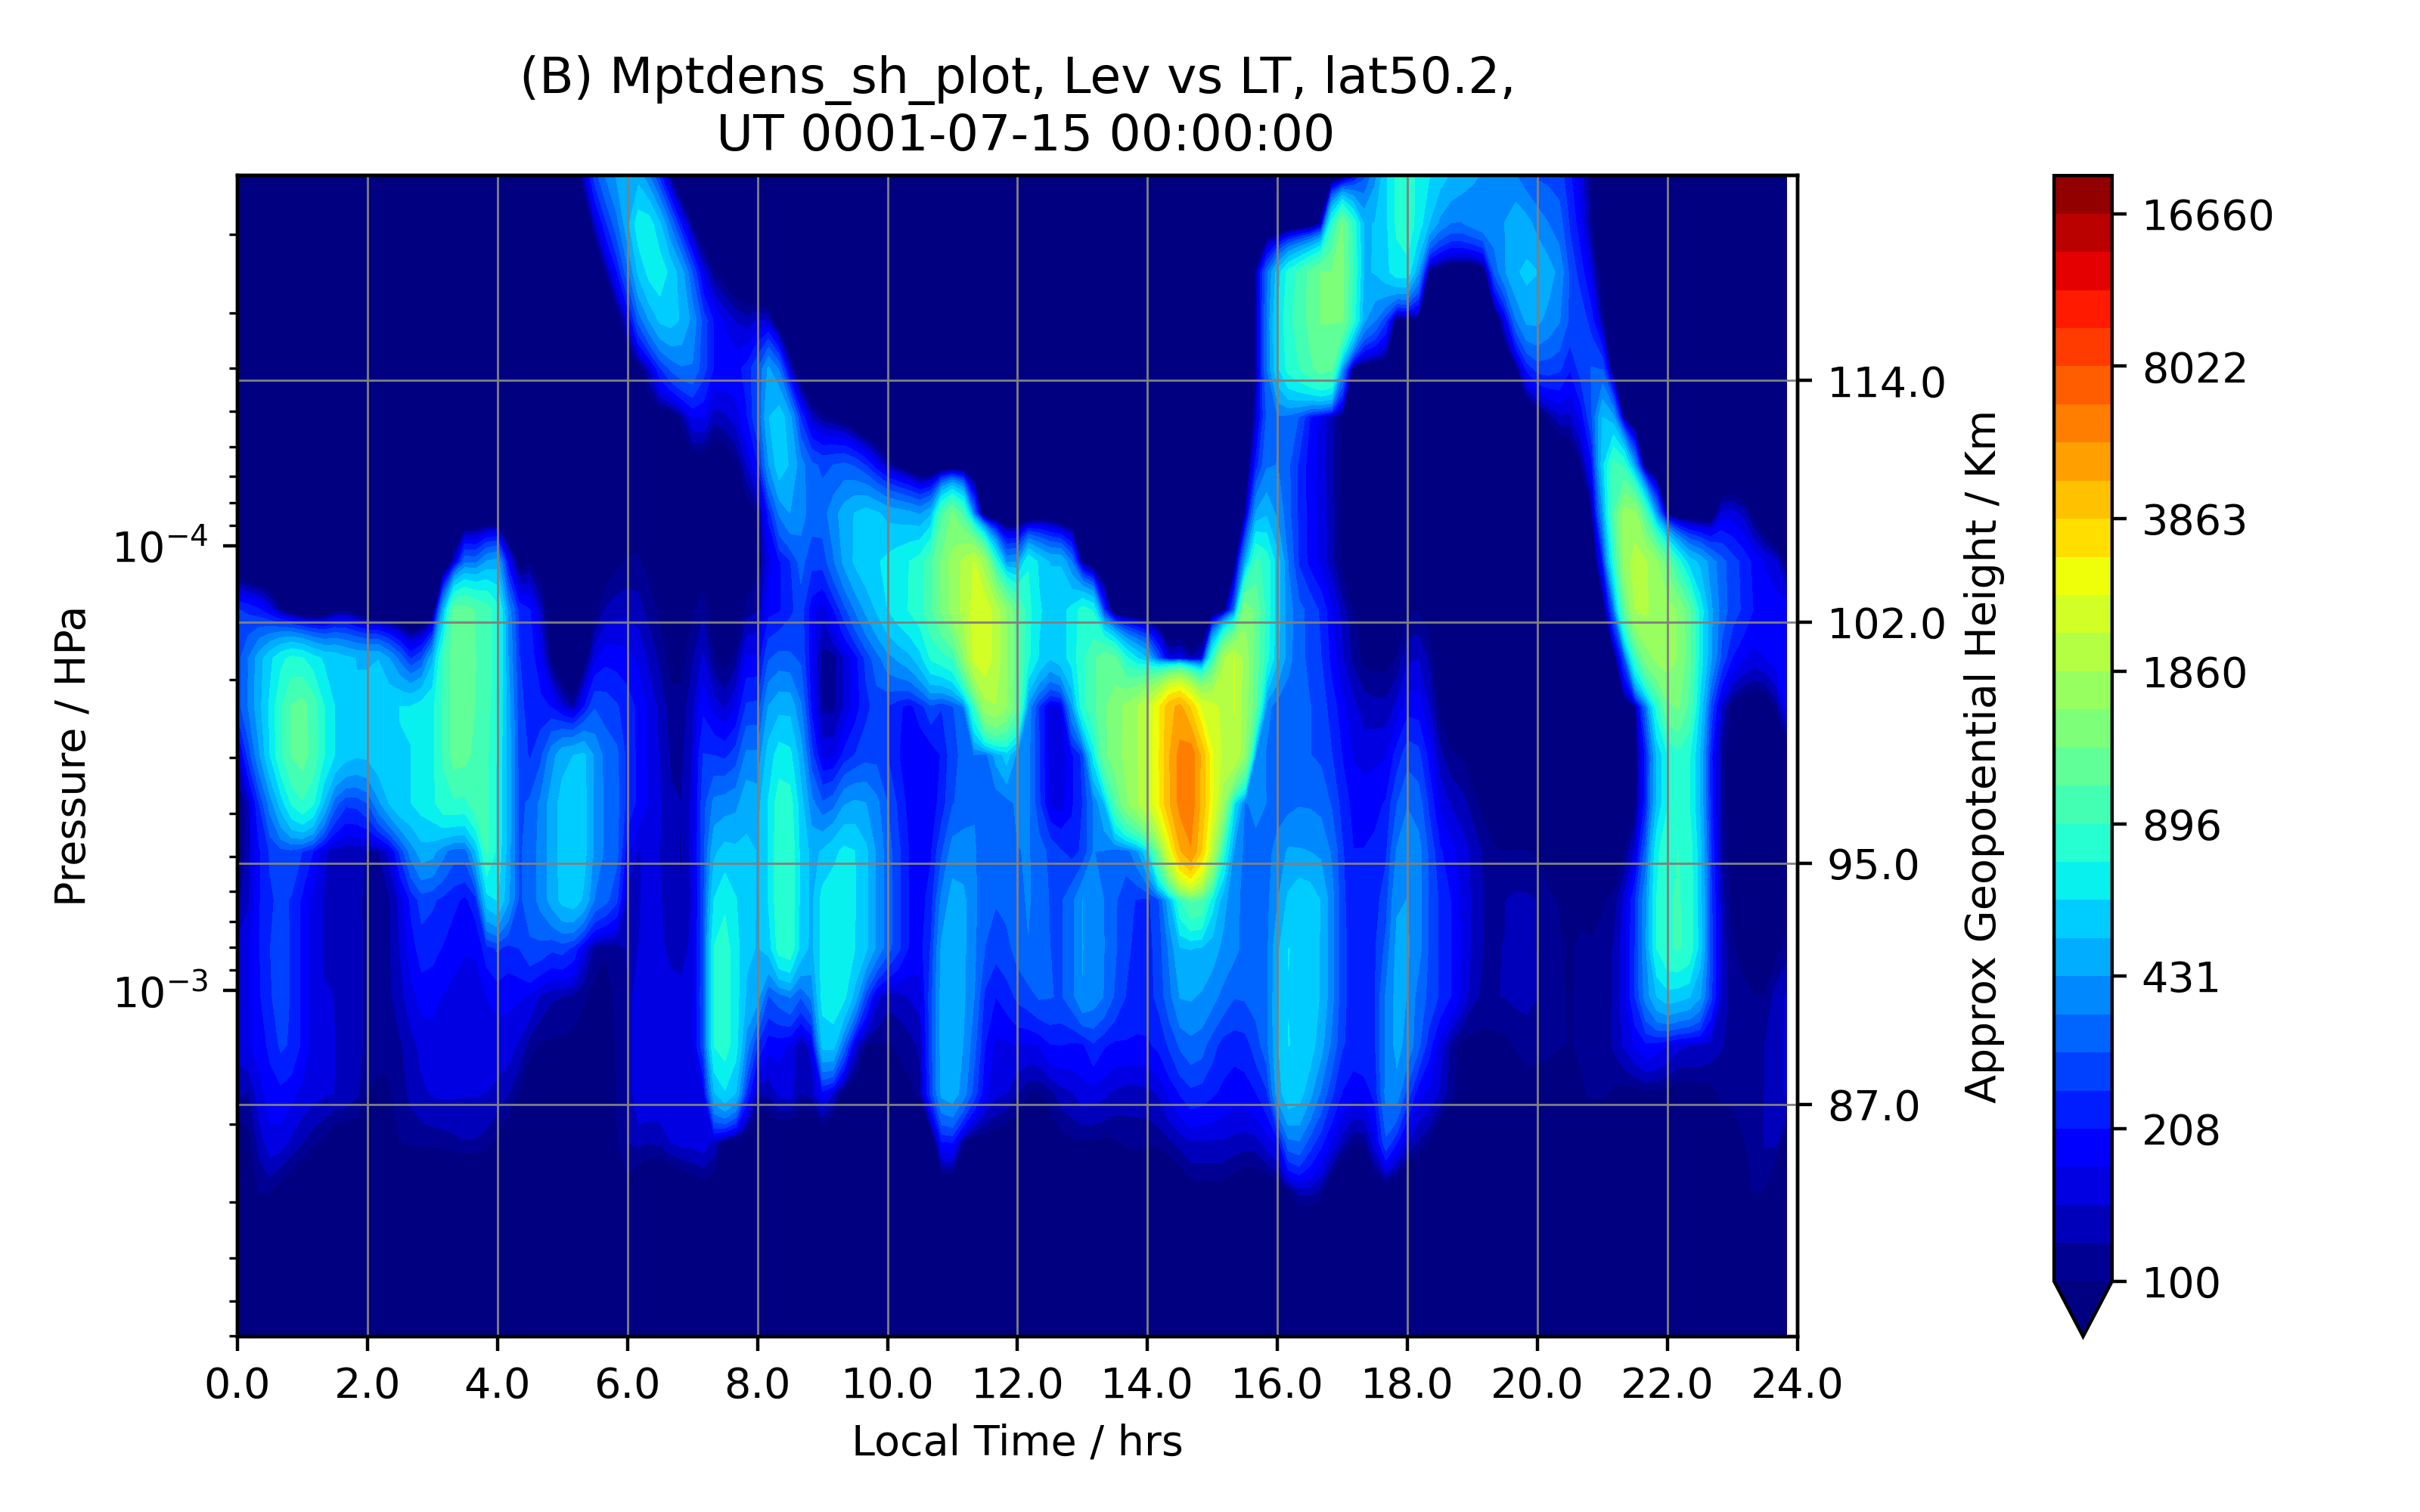 (B) Mptdens_sh_plot, Lev vs LT, lat50.2,
UT 0001-07-15 00:00:00
Pressure / HPa
10⁻⁴
10⁻³
0.0 2.0 4.0 6.0 8.0 10.0 12.0 14.0 16.0 18.0 20.0 22.0 24.0
Local Time / hrs
114.0
102.0
95.0
87.0
Approx Geopotential Height / Km
16660
8022
3863
1860
896
431
208
100